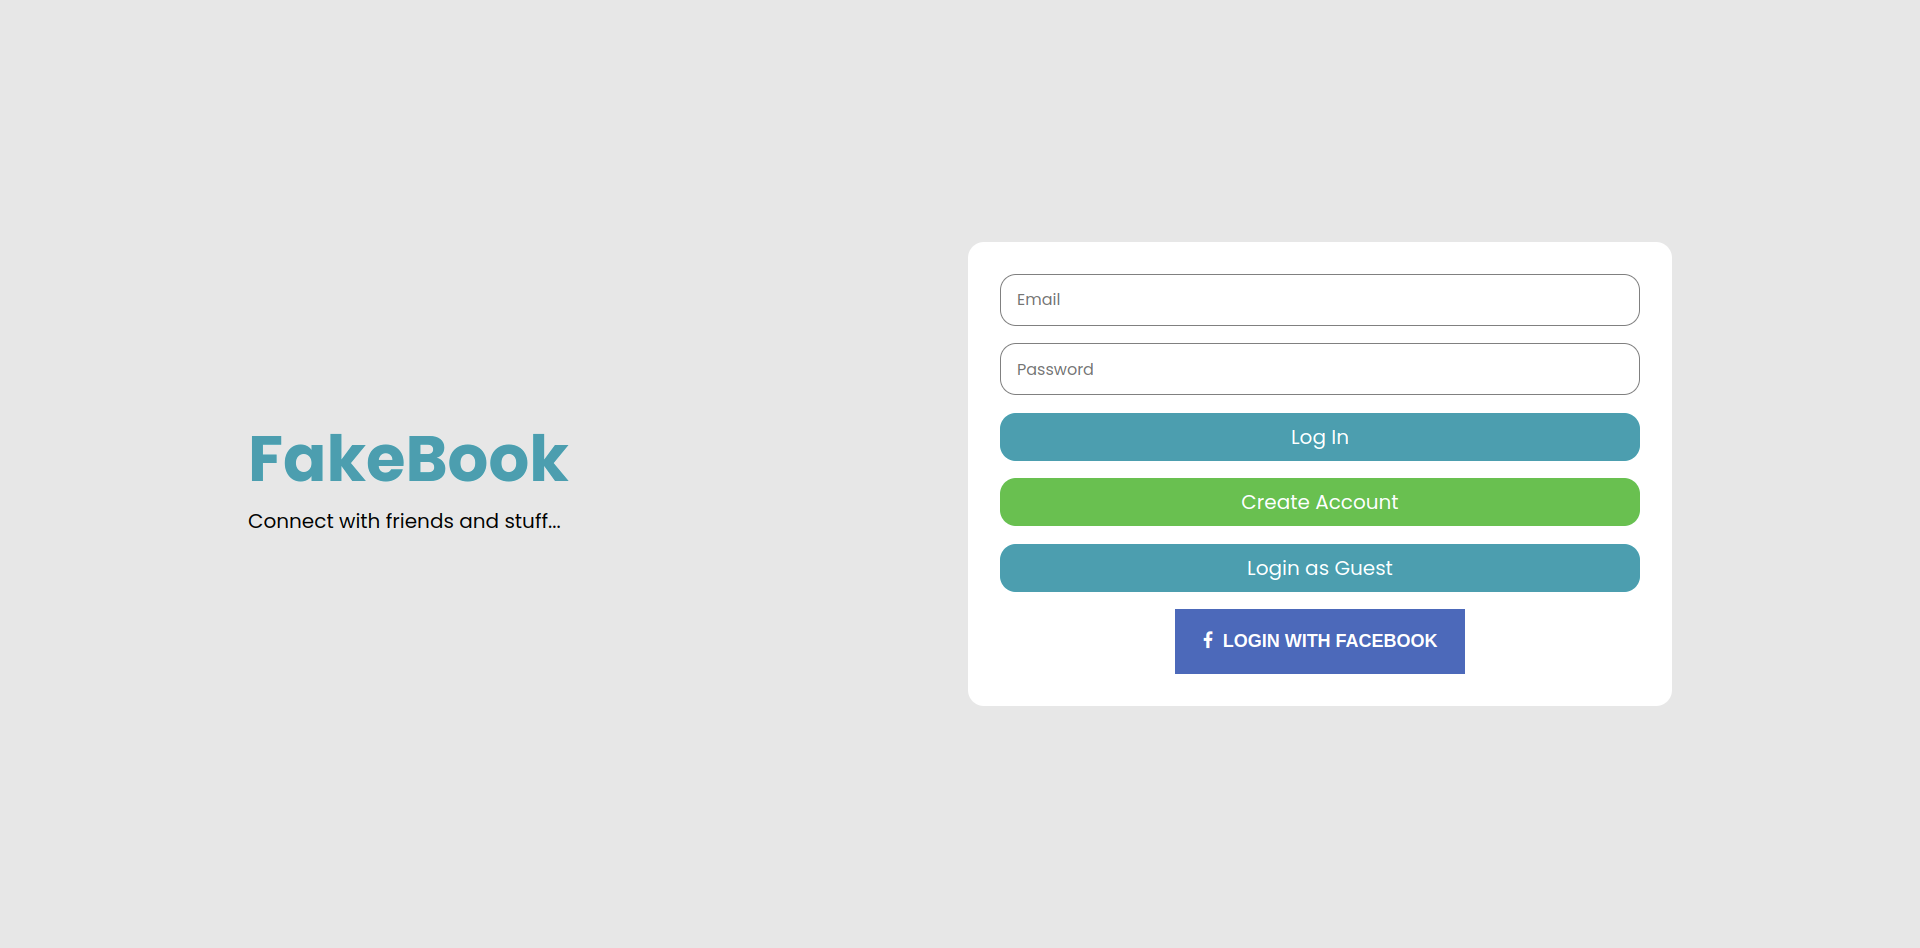 FakeBook
Connect with friends and stuff...
Email
Password
Log In
Create Account
Login as Guest
LOGIN WITH FACEBOOK